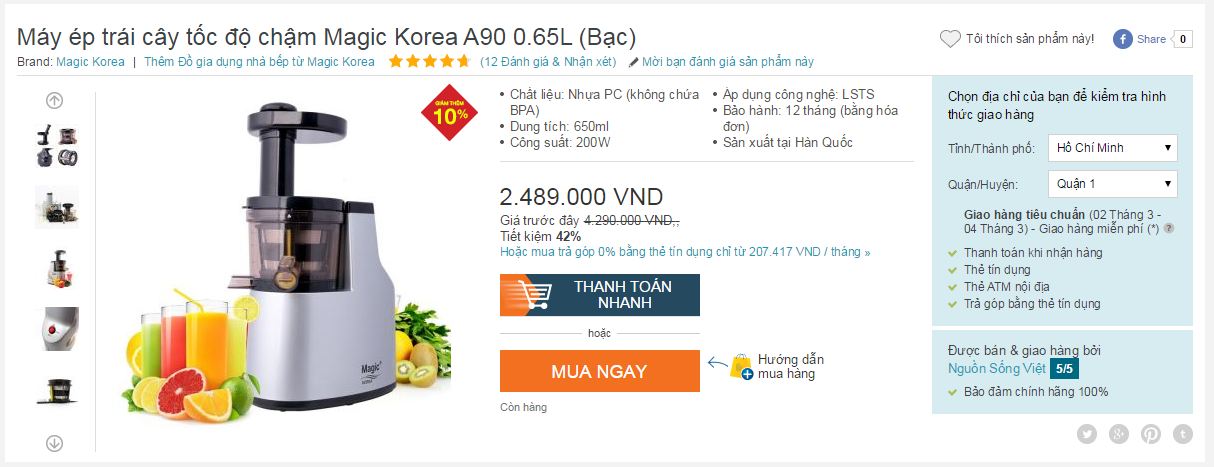 Máy ép trái cây tốc độ chậm Magic Korea A90 0.65L (Bạc)
Tôi thích sản phẩm này!
Share
0
Brand: Magic Korea | Thêm Đồ gia dụng nhà bếp từ Magic Korea
(12 Đánh giá & Nhận xét)
Mời bạn đánh giá sản phẩm này
GIẢM THÊM
10%
Magic
KOREA
• Chất liệu: Nhựa PC (không chứa
BPA)
• Dung tích: 650ml
• Công suất: 200W
• Áp dụng công nghệ: LSTS
• Bảo hành: 12 tháng (bằng hóa
đơn)
• Sản xuất tại Hàn Quốc
2.489.000 VND
Giá trước đây 4.290.000 VND,,
Tiết kiệm 42%
Hoặc mua trả góp 0% bằng thẻ tín dụng chỉ từ 207.417 VND / tháng »
THANH TOÁN
NHANH
hoặc
MUA NGAY
Hướng dẫn
mua hàng
Còn hàng
Chọn địa chỉ của bạn để kiểm tra hình
thức giao hàng
Tỉnh/Thành phố:
Hồ Chí Minh
Quận/Huyện:
Quận 1
Giao hàng tiêu chuẩn (02 Tháng 3 -
04 Tháng 3) - Giao hàng miễn phí (*) ?
Thanh toán khi nhận hàng
Thẻ tín dụng
Thẻ ATM nội địa
Trả góp bằng thẻ tín dụng
Được bán & giao hàng bởi
Nguồn Sống Việt 5/5
Bảo đảm chính hãng 100%